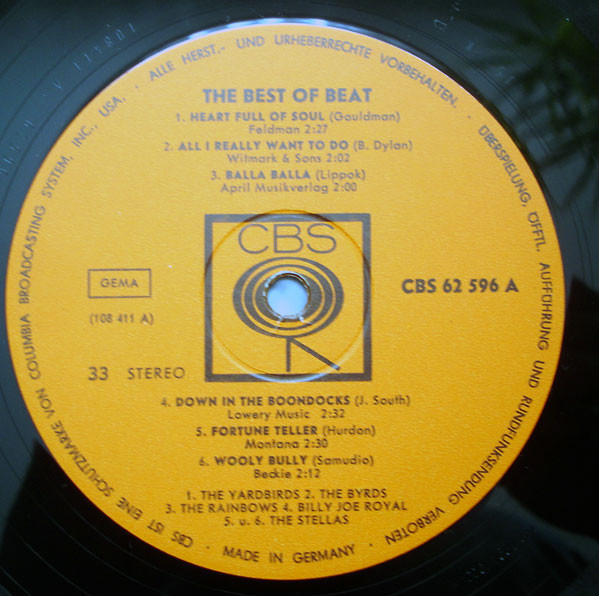 ALLE HERST.- UND URHEBERRECHTE VORBEHALTEN. · ÜBERSPIELUNG, ÖFFTL. AUFFÜHRUNG UND RUNDFUNKSENDUNG VERBOTEN
THE BEST OF BEAT
1. HEART FULL OF SOUL (Gouldman)
Feldman 2:27
2. ALL I REALLY WANT TO DO (B. Dylan)
Witmark & Sons 2:02
3. BALLA BALLA (Lippok)
April Musikverlag 2:00
CBS
GEMA
CBS 62 596 A
(108 411 A)
33 STEREO
4. DOWN IN THE BOONDOCKS (J. South)
Lowery Music 2:32
5. FORTUNE TELLER (Hurdon)
Montana 2:30
6. WOOLY BULLY (Samudio)
Beckie 2:12
1. THE YARDBIRDS 2. THE BYRDS
3. THE RAINBOWS 4. BILLY JOE ROYAL
5. u. 6. THE STELLAS
CBS IST EINE SCHUTZMARKE VON COLUMBIA BROADCASTING SYSTEM, INC., USA. ·
· MADE IN GERMANY ·